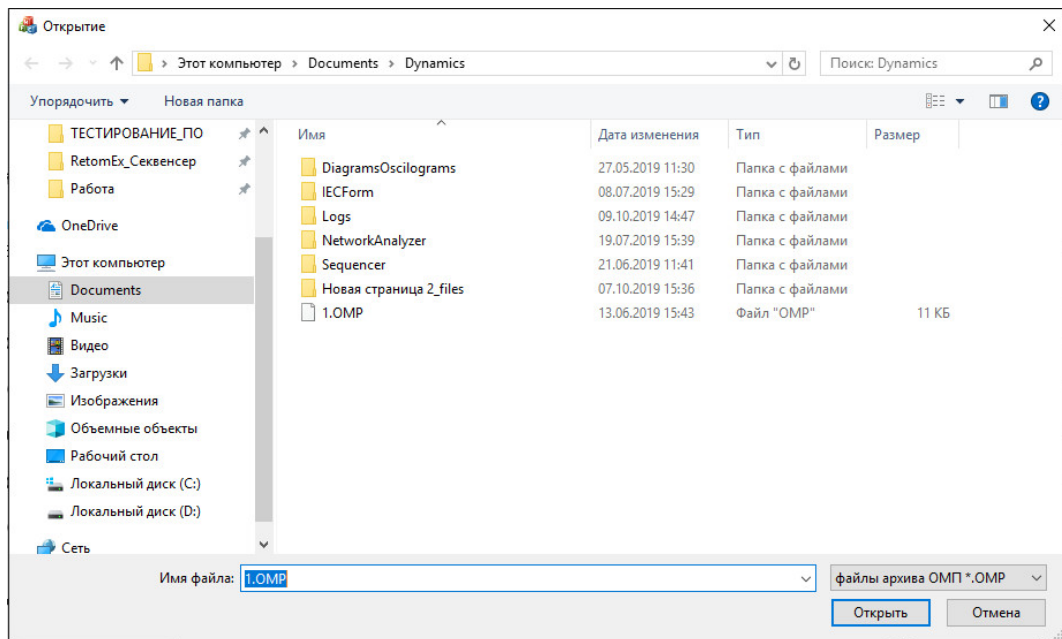 Открытие
Этот компьютер > Documents > Dynamics
Поиск: Dynamics
Упорядочить Новая папка
ТЕСТИРОВАНИЕ_ПО
RetomEx_Секвенсер
Работа
OneDrive
Этот компьютер
Documents
Music
Видео
Загрузки
Изображения
Объемные объекты
Рабочий стол
Локальный диск (C:)
Локальный диск (D:)
Сеть
Имя Дата изменения Тип Размер
DiagramsOscilograms 27.05.2019 11:30 Папка с файлами
IECForm 08.07.2019 15:29 Папка с файлами
Logs 09.10.2019 14:47 Папка с файлами
NetworkAnalyzer 19.07.2019 15:39 Папка с файлами
Sequencer 21.06.2019 11:41 Папка с файлами
Новая страница 2_files 07.10.2019 15:36 Папка с файлами
1.OMP 13.06.2019 15:43 Файл "OMP" 11 КБ
Имя файла: 1.OMP
файлы архива ОМП *.OMP
Открыть Отмена